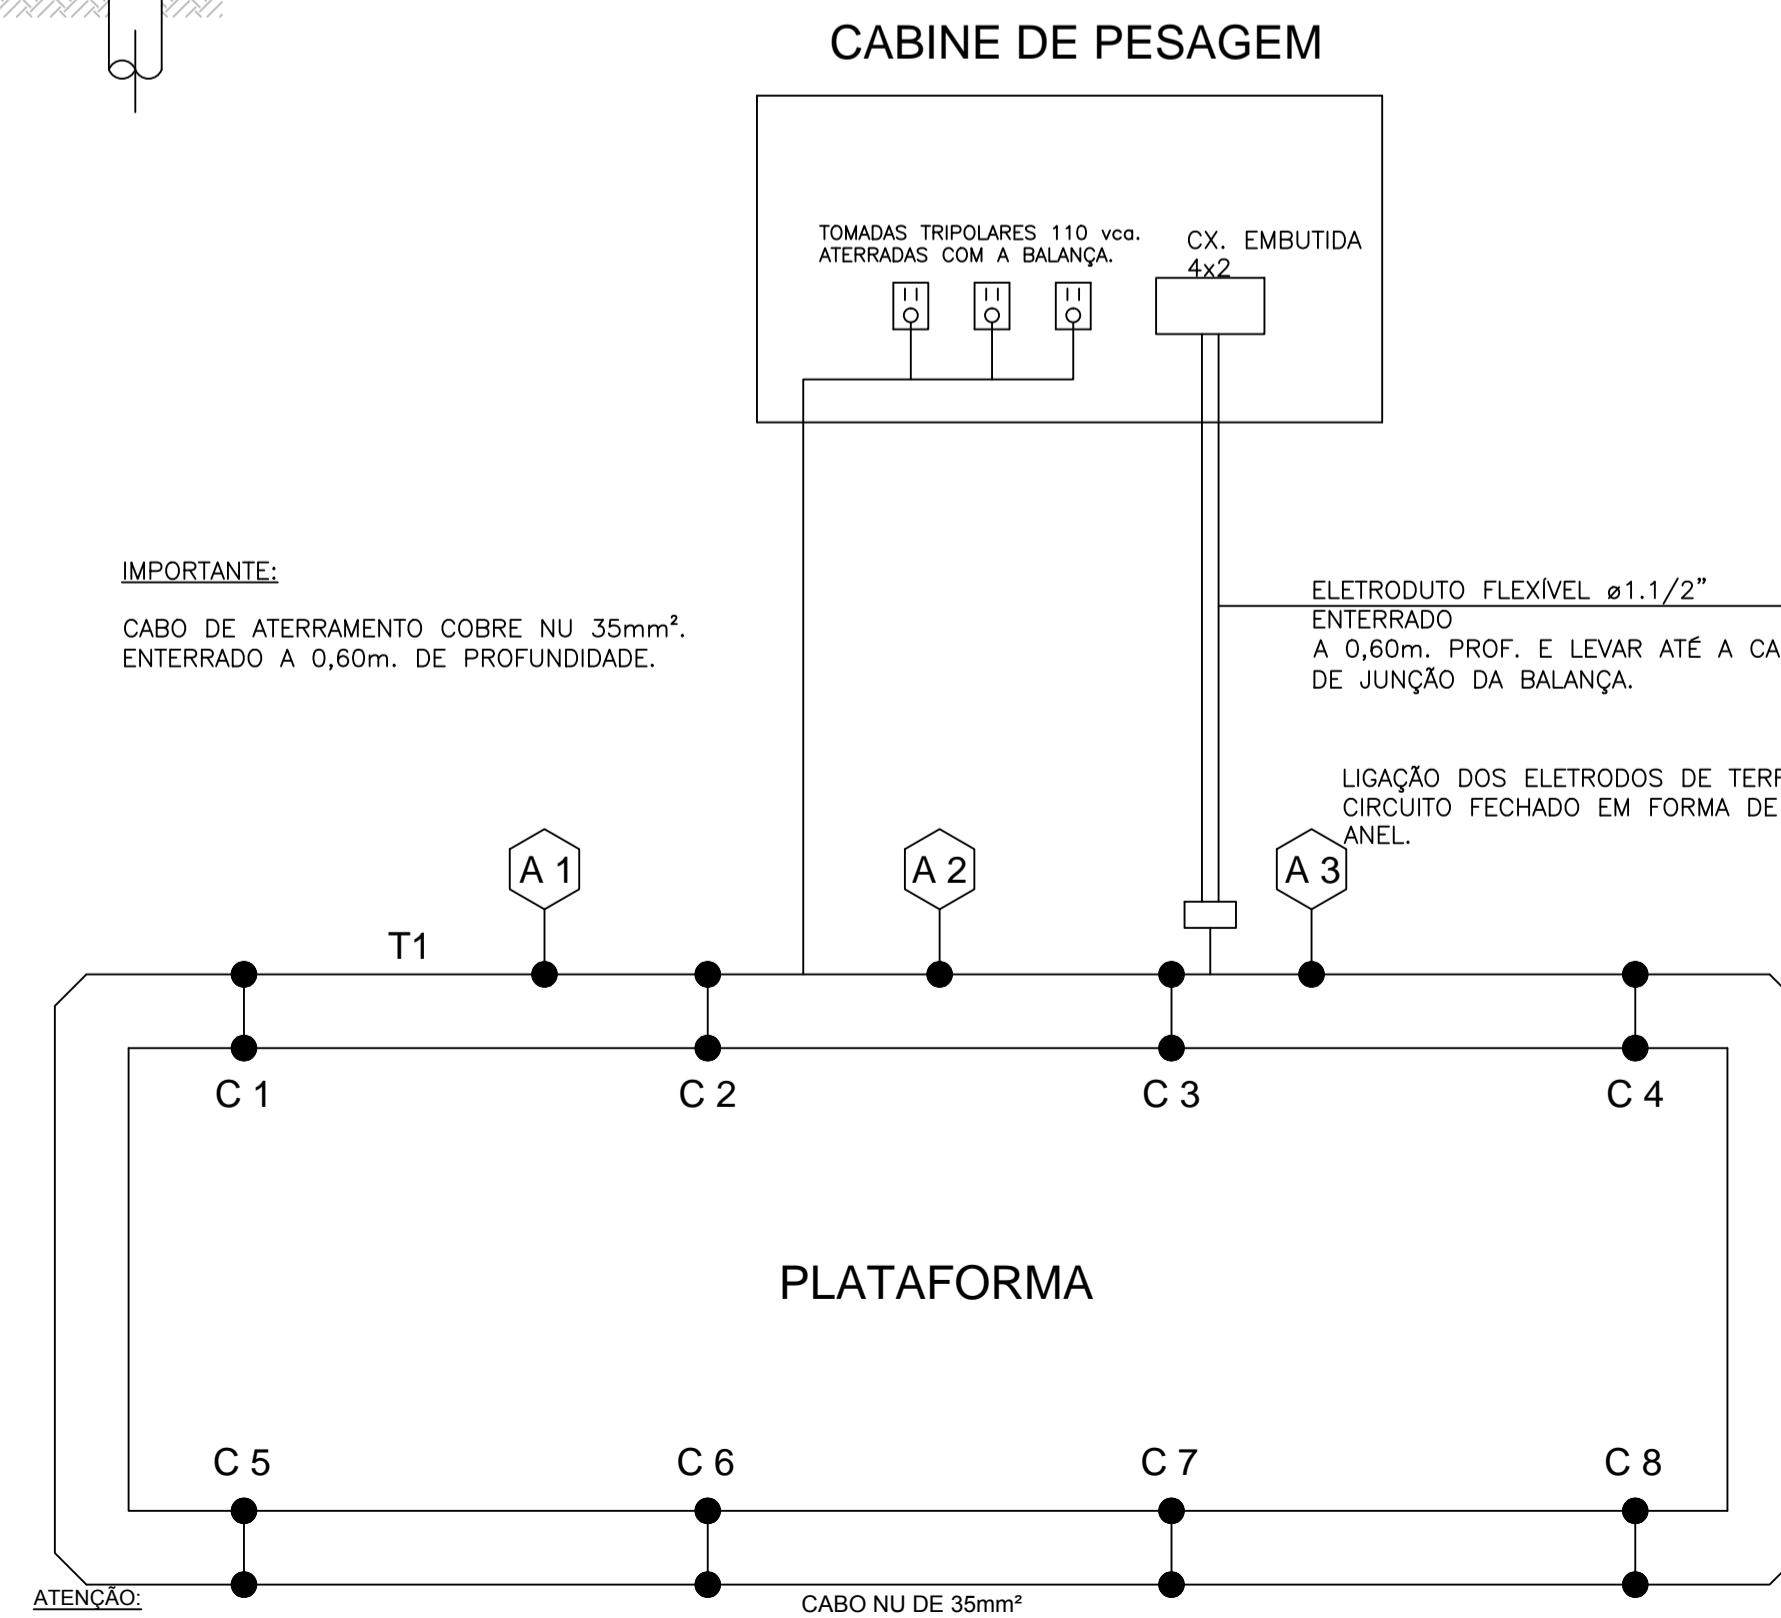 CABINE DE PESAGEM
TOMADAS TRIPOLARES 110 vca.
ATERRADAS COM A BALANÇA.
CX. EMBUTIDA
4x2
IMPORTANTE:
CABO DE ATERRAMENTO COBRE NU 35mm².
ENTERRADO A 0,60m. DE PROFUNDIDADE.
ELETRODUTO FLEXÍVEL ø1.1/2”
ENTERRADO
A 0,60m. PROF. E LEVAR ATÉ A
DE JUNÇÃO DA BALANÇA.
LIGAÇÃO DOS ELETRODOS DE
CIRCUITO FECHADO EM FORMA DE
ANEL.
A 1
A 2
A 3
T1
C 1
C 2
C 3
C 4
PLATAFORMA
C 5
C 6
C 7
C 8
ATENÇÃO:
CABO NU DE 35mm²